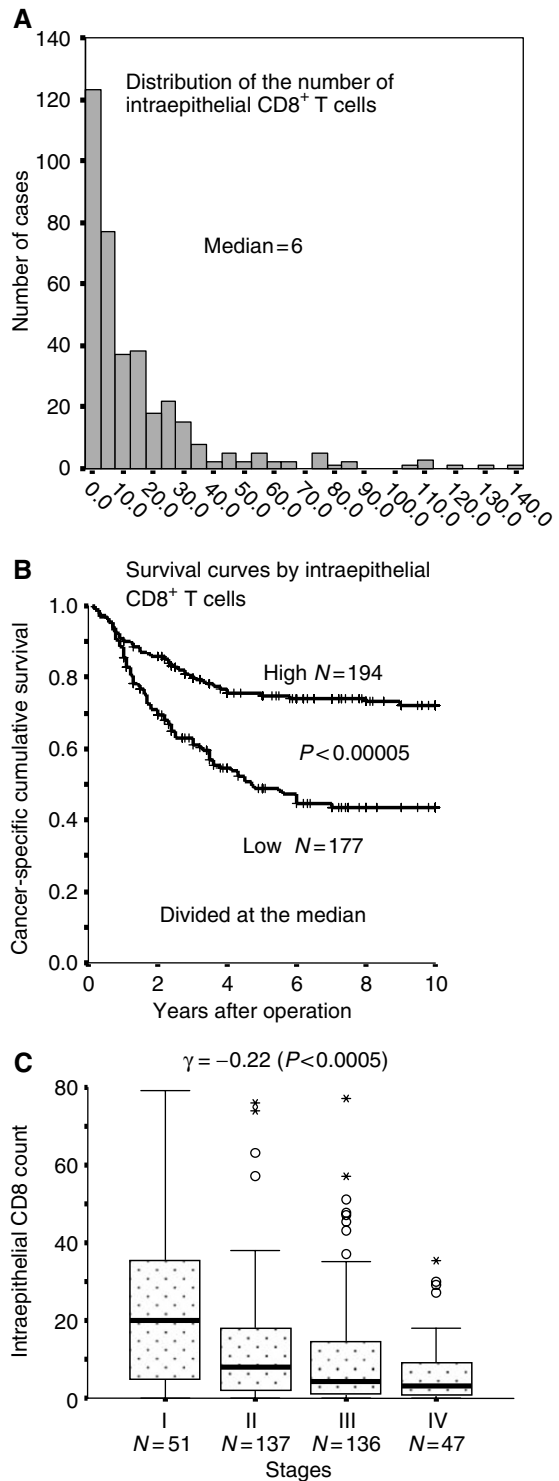 A
140
120
100
80
60
40
20
0
Number of cases
Distribution of the number of
intraepithelial CD8+ T cells
Median=6
0.0 10.0 20.0 30.0 40.0 50.0 60.0 70.0 80.0 90.0 100.0 110.0 120.0 130.0 140.0
B
Survival curves by intraepithelial
CD8+ T cells
1.0
0.8
0.6
0.4
0.2
0.0
Cancer-specific cumulative survival
High N=194
P<0.00005
Low N=177
Divided at the median
0 2 4 6 8 10
Years after operation
C
γ = −0.22 (P<0.0005)
80
60
40
20
0
Intraepithelial CD8 count
I II III IV
N=51 N=137 N=136 N=47
Stages